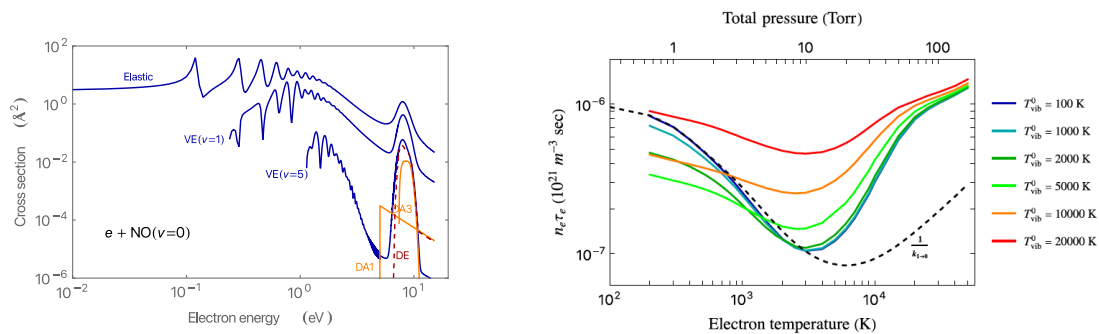 10^2
10^0
10^-2
10^-4
10^-6
Cross section (Å^2)
Elastic
VE(v=1)
VE(v=5)
DA3
DA1
DE
e + NO(v=0)
10^-2
10^-1
10^0
10^1
Electron energy (eV)
Total pressure (Torr)
1
10
100
10^-6
10^-7
n_e τ_e (10^21 m^-3 sec)
1
k_1→0
10^2
10^3
10^4
Electron temperature (K)
T^0_vib = 100 K
T^0_vib = 1000 K
T^0_vib = 2000 K
T^0_vib = 5000 K
T^0_vib = 10000 K
T^0_vib = 20000 K